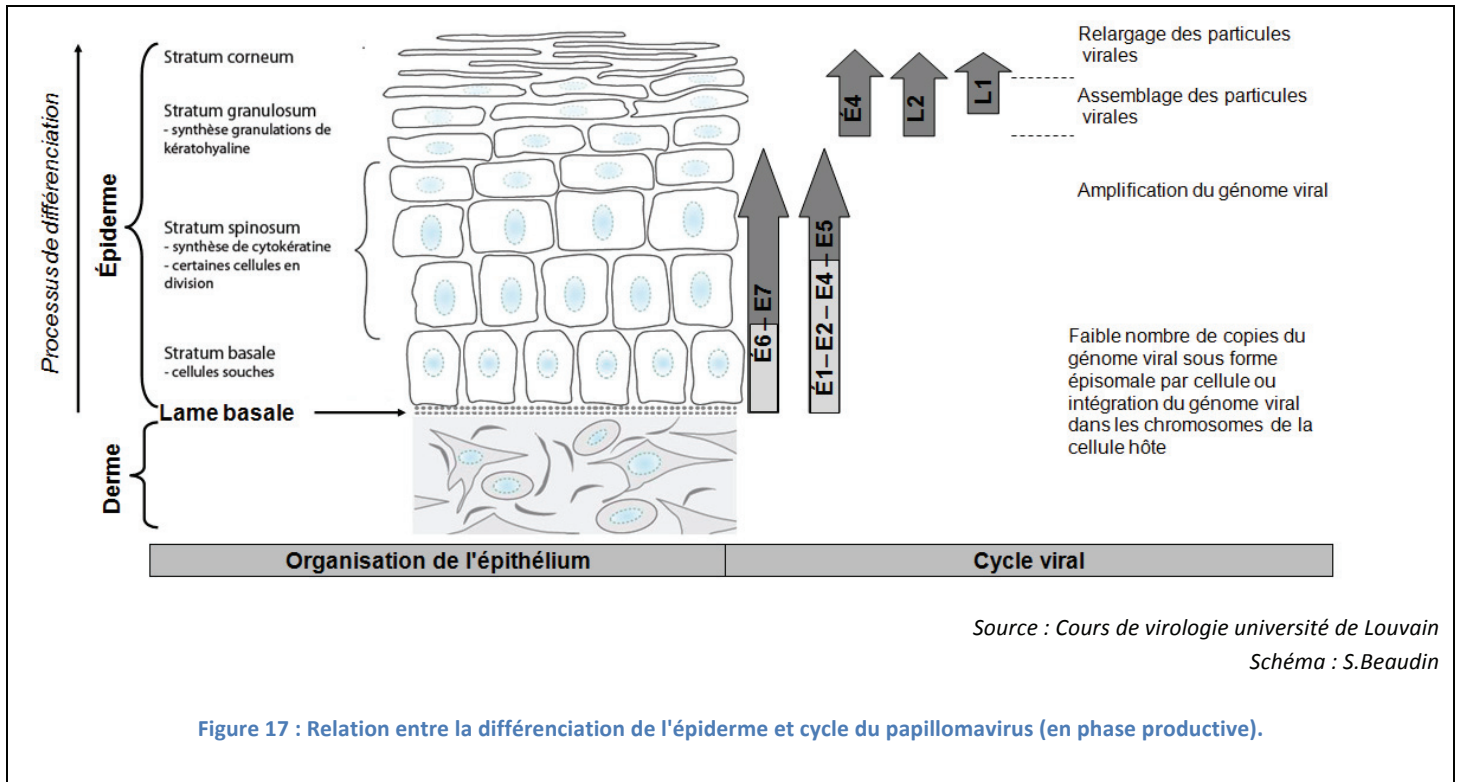 Processus de différenciation
Épiderme
Stratum corneum
Stratum granulosum
- synthèse granulations de
kératohyaline
Stratum spinosum
- synthèse de cytokératine
- certaines cellules en
division
Stratum basale
- cellules souches
Lame basale
Derme
É6 – E7
É1– E2 – E4 – E5
É4
L2
L1
Relargage des particules
virales
Assemblage des particules
virales
Amplification du génome viral
Faible nombre de copies du
génome viral sous forme
épisomale par cellule ou
intégration du génome viral
dans les chromosomes de la
cellule hôte
Organisation de l'épithélium
Cycle viral
Source : Cours de virologie université de Louvain
Schéma : S.Beaudin
Figure 17 : Relation entre la différenciation de l'épiderme et cycle du papillomavirus (en phase productive).